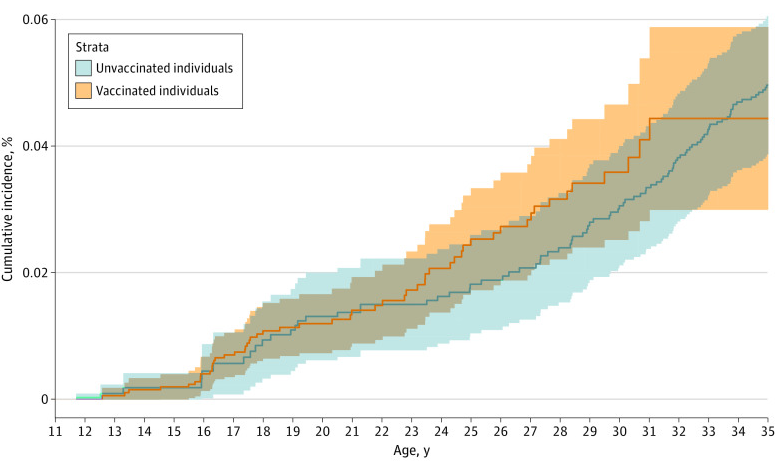 0.06
Strata
Unvaccinated individuals
Vaccinated individuals
0.04
Cumulative incidence, %
0.02
0
11 12 13 14 15 16 17 18 19 20 21 22 23 24 25 26 27 28 29 30 31 32 33 34 35
Age, y